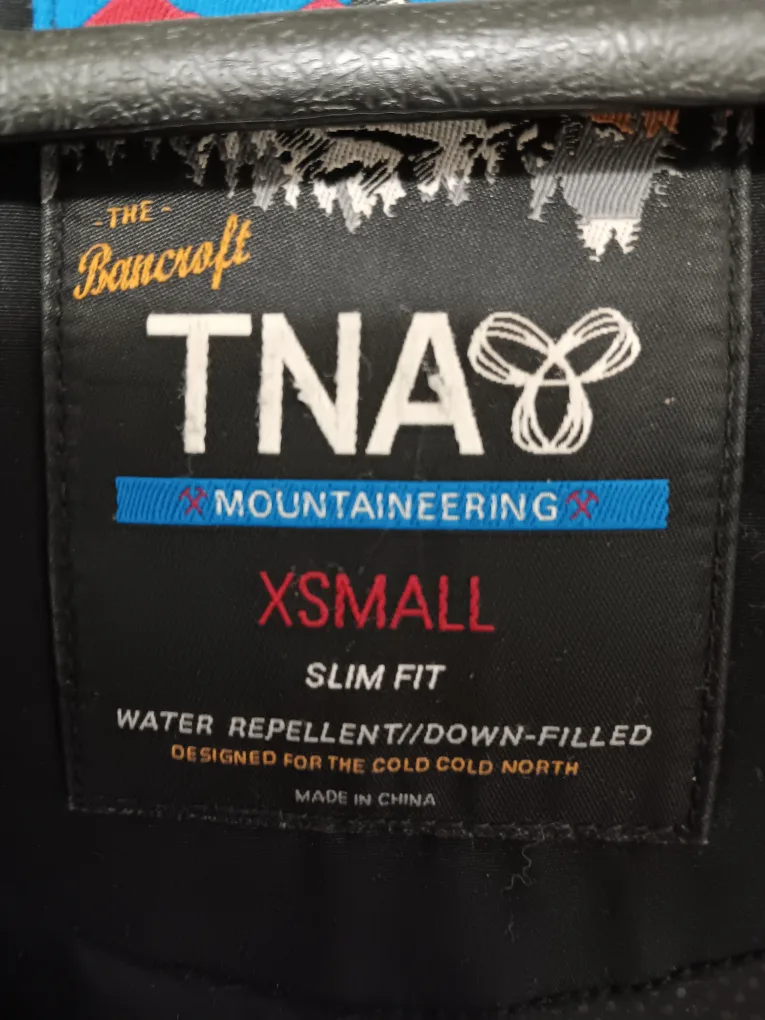 -THE-
Bancroft
TNA
MOUNTAINEERING
XSMALL
SLIM FIT
WATER REPELLENT//DOWN-FILLED
DESIGNED FOR THE COLD COLD NORTH
MADE IN CHINA